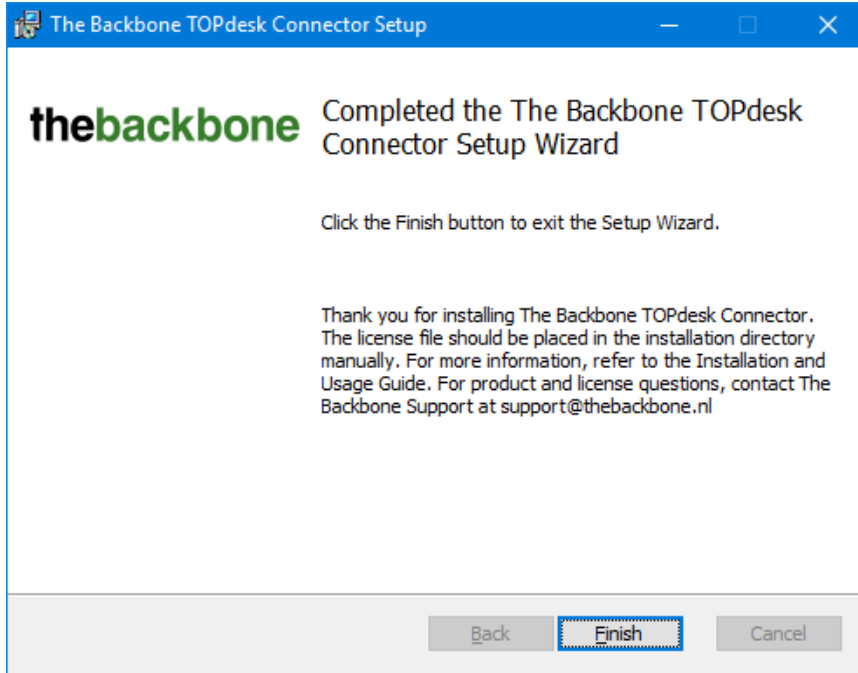 The Backbone TOPdesk Connector Setup
thebackbone
Completed the The Backbone TOPdesk
Connector Setup Wizard
Click the Finish button to exit the Setup Wizard.
Thank you for installing The Backbone TOPdesk Connector.
The license file should be placed in the installation directory
manually. For more information, refer to the Installation and
Usage Guide. For product and license questions, contact The
Backbone Support at support@thebackbone.nl
Back Finish Cancel